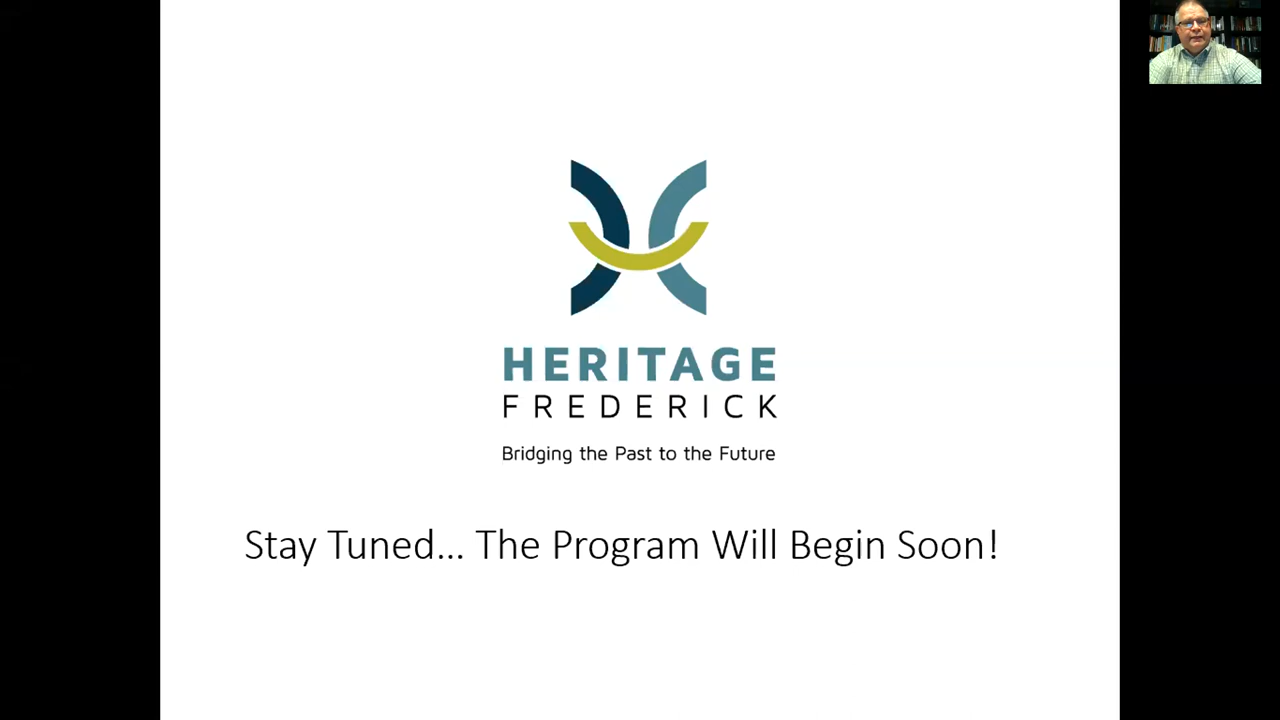 HERITAGE
FREDERICK
Bridging the Past to the Future
Stay Tuned... The Program Will Begin Soon!